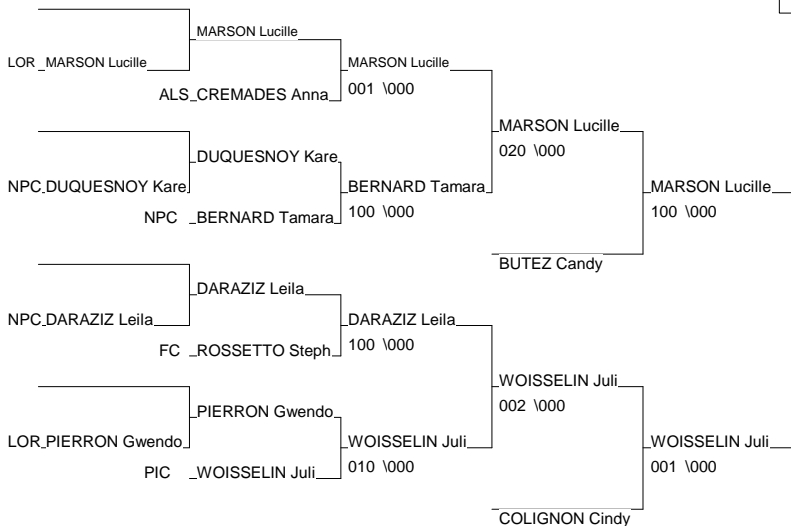 MARSON Lucille
LOR MARSON Lucille
MARSON Lucille
ALS CREMADES Anna
001 \000
MARSON Lucille
020 \000
DUQUESNOY Kare
NPC DUQUESNOY Kare
BERNARD Tamara
MARSON Lucille
NPC BERNARD Tamara
100 \000
100 \000
BUTEZ Candy
DARAZIZ Leila
NPC DARAZIZ Leila
DARAZIZ Leila
FC ROSSETTO Steph
100 \000
WOISSELIN Juli
002 \000
PIERRON Gwendo
LOR PIERRON Gwendo
WOISSELIN Juli
WOISSELIN Juli
PIC WOISSELIN Juli
010 \000
001 \000
COLIGNON Cindy